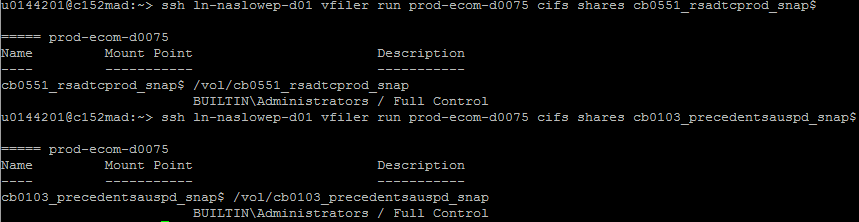 u0144201@c152mad:~> ssh ln-naslowep-d01 vfiler run prod-ecom-d0075 cifs shares cb0551_rsadtcprod_snap$
===== prod-ecom-d0075
Name         Mount Point                       Description
----         -----------                       -----------
cb0551_rsadtcprod_snap$ /vol/cb0551_rsadtcprod_snap
                        BUILTIN\Administrators / Full Control
u0144201@c152mad:~> ssh ln-naslowep-d01 vfiler run prod-ecom-d0075 cifs shares cb0103_precedentsauspd_snap$
===== prod-ecom-d0075
Name         Mount Point                       Description
----         -----------                       -----------
cb0103_precedentsauspd_snap$ /vol/cb0103_precedentsauspd_snap
                        BUILTIN\Administrators / Full Control